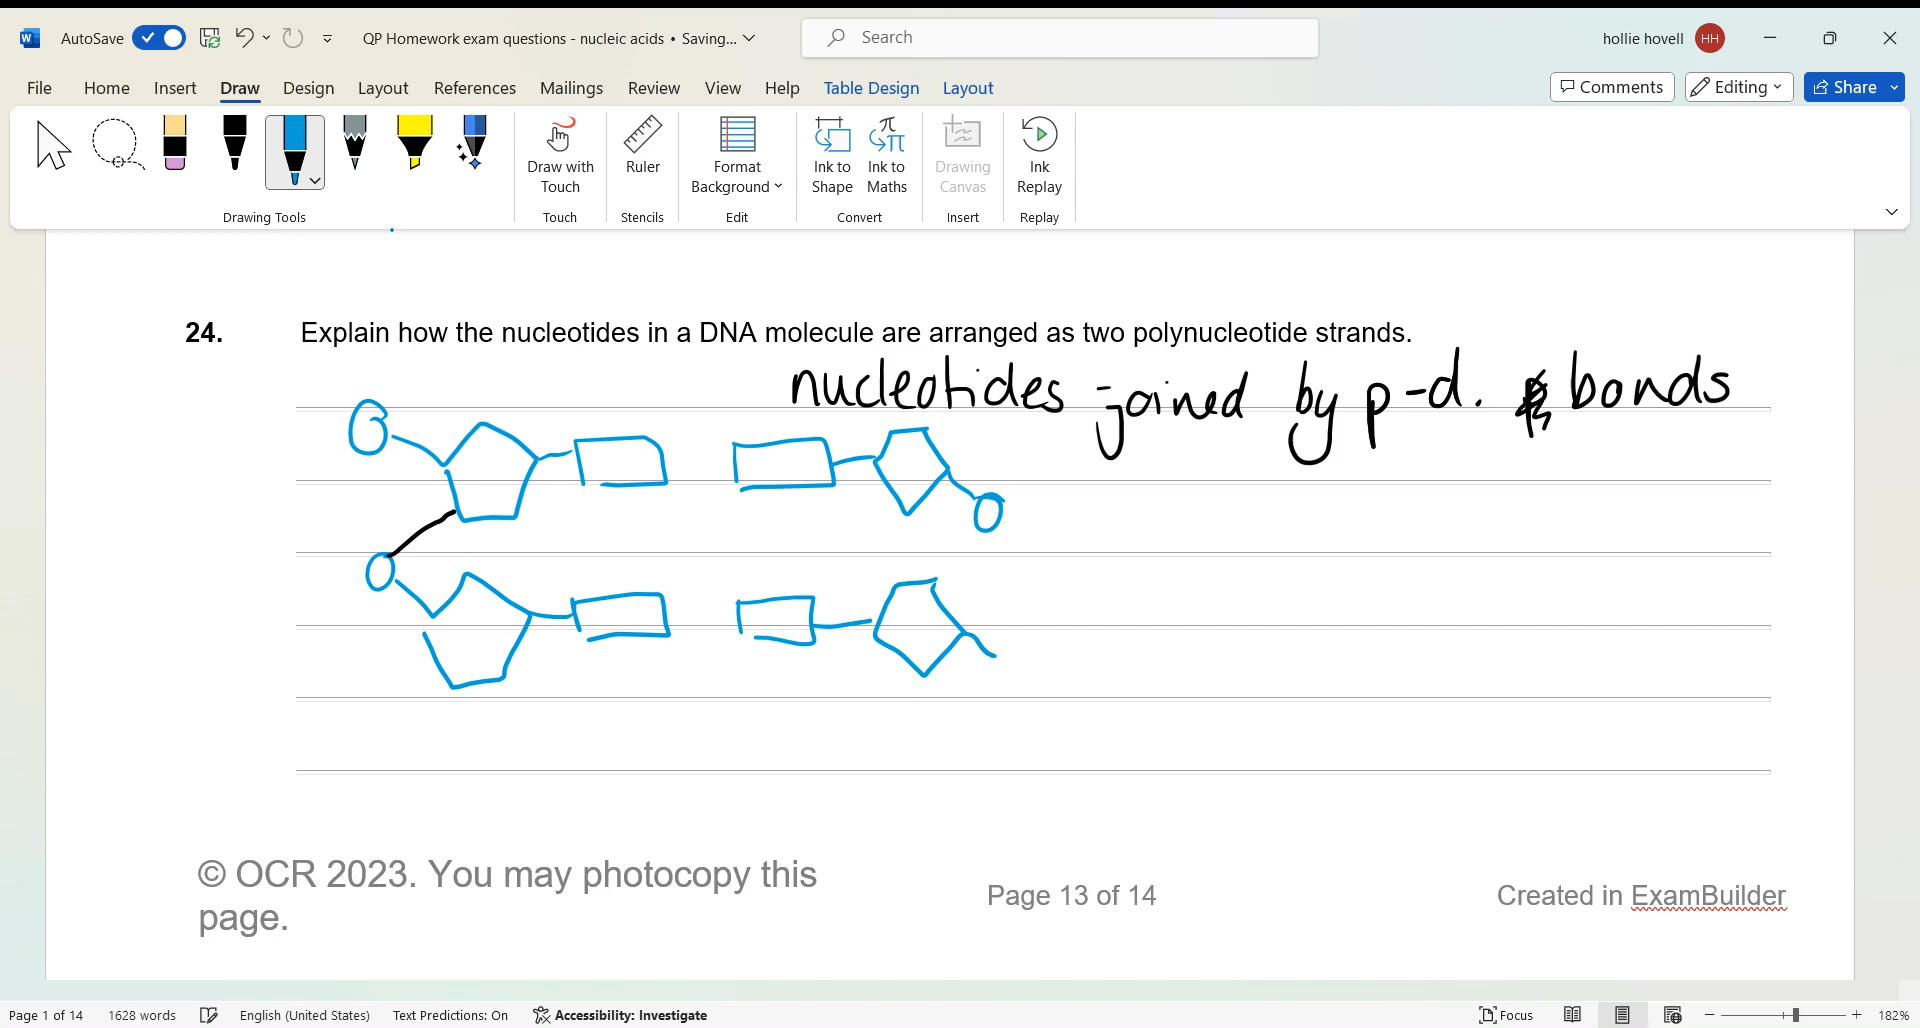 AutoSave
QP Homework exam questions - nucleic acids • Saving...
Search
hollie hovell
HH
File Home Insert Draw Design Layout References Mailings Review View Help Table Design Layout
Comments Editing Share
Draw with Touch
Ruler
Format Background
Ink to Shape
Ink to Maths
Drawing Canvas
Ink Replay
Drawing Tools Touch Stencils Edit Convert Insert Replay
24. Explain how the nucleotides in a DNA molecule are arranged as two polynucleotide strands.
nucleotides joined by p-d. bonds
© OCR 2023. You may photocopy this
page.
Page 13 of 14
Created in ExamBuilder
Page 1 of 14 1628 words English (United States) Text Predictions: On Accessibility: Investigate Focus 182%